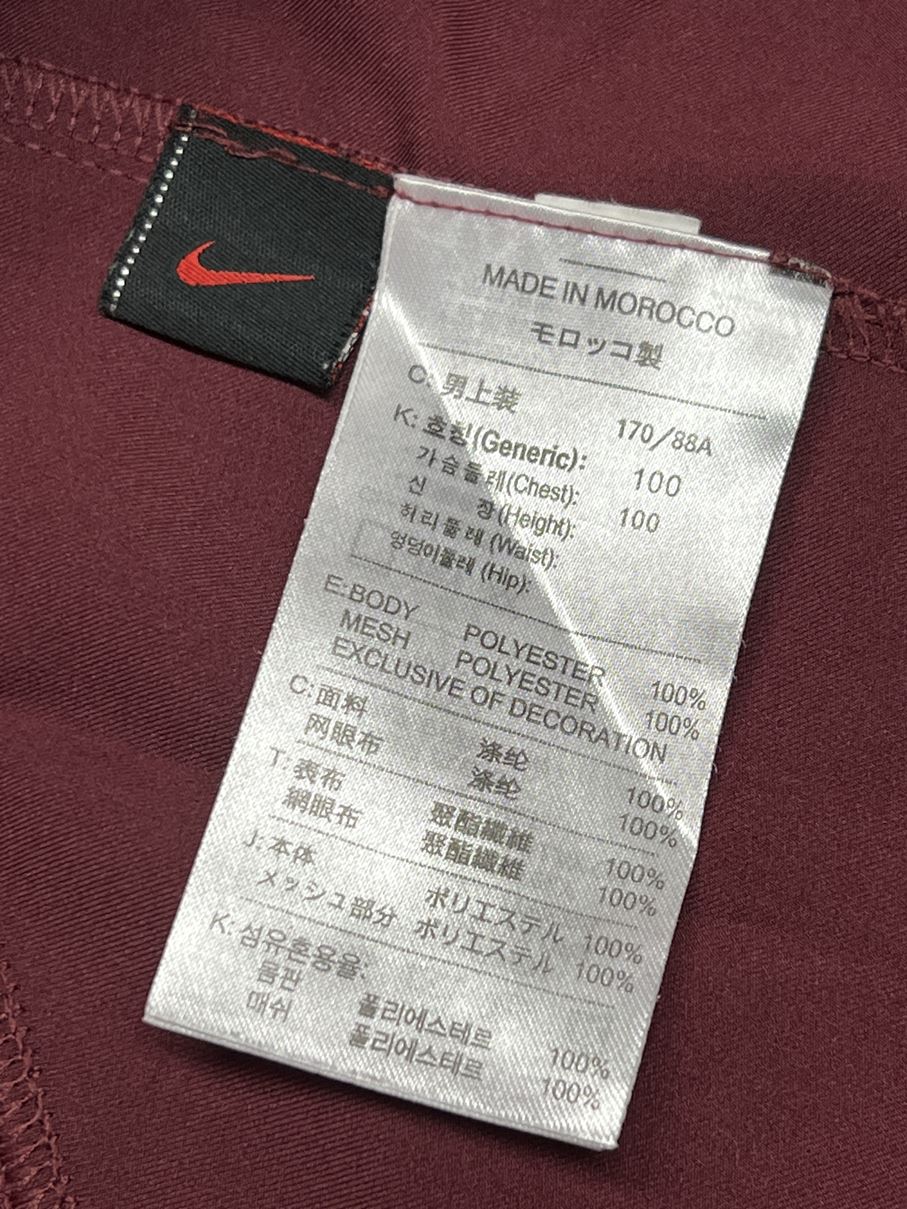 MADE IN MOROCCO
モロッコ製
C: 男上装 170/88A
K: 호칭(Generic): 100
가슴둘레(Chest): 100
신 장(Height):
허리둘레(Waist):
엉덩이둘레(Hip):
E:BODY POLYESTER 100%
MESH POLYESTER 100%
EXCLUSIVE OF DECORATION
C:面料 涤纶 100%
网眼布 涤纶 100%
T:表布 聚酯纖維 100%
網眼布 聚酯纖維 100%
J:本体 ポリエステル 100%
メッシュ部分 ポリエステル 100%
K: 섬유혼용율:
몸판 폴리에스테르 100%
매쉬 폴리에스테르 100%